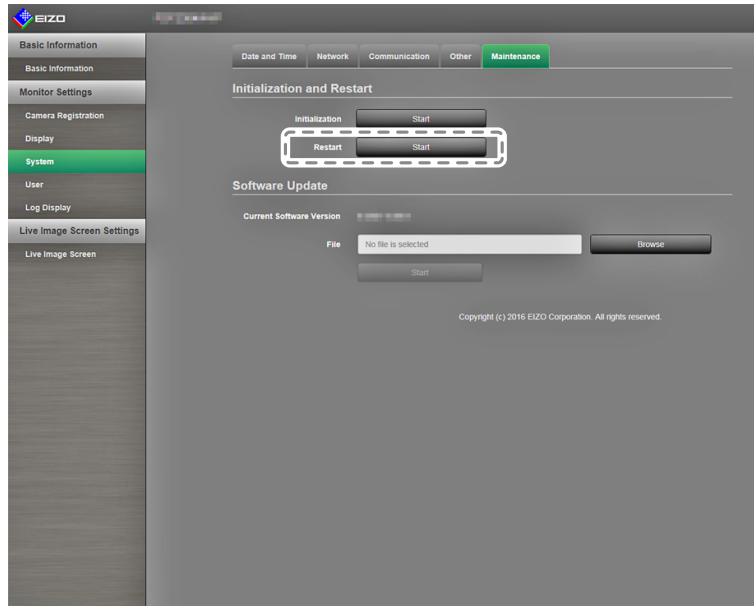 EIZO
Basic Information
Basic Information
Monitor Settings
Camera Registration
Display
System
User
Log Display
Live Image Screen Settings
Live Image Screen
Date and Time Network Communication Other Maintenance
Initialization and Restart
Initialization Start
Restart Start
Software Update
Current Software Version
File No file is selected Browse
Start
Copyright (c) 2016 EIZO Corporation. All rights reserved.